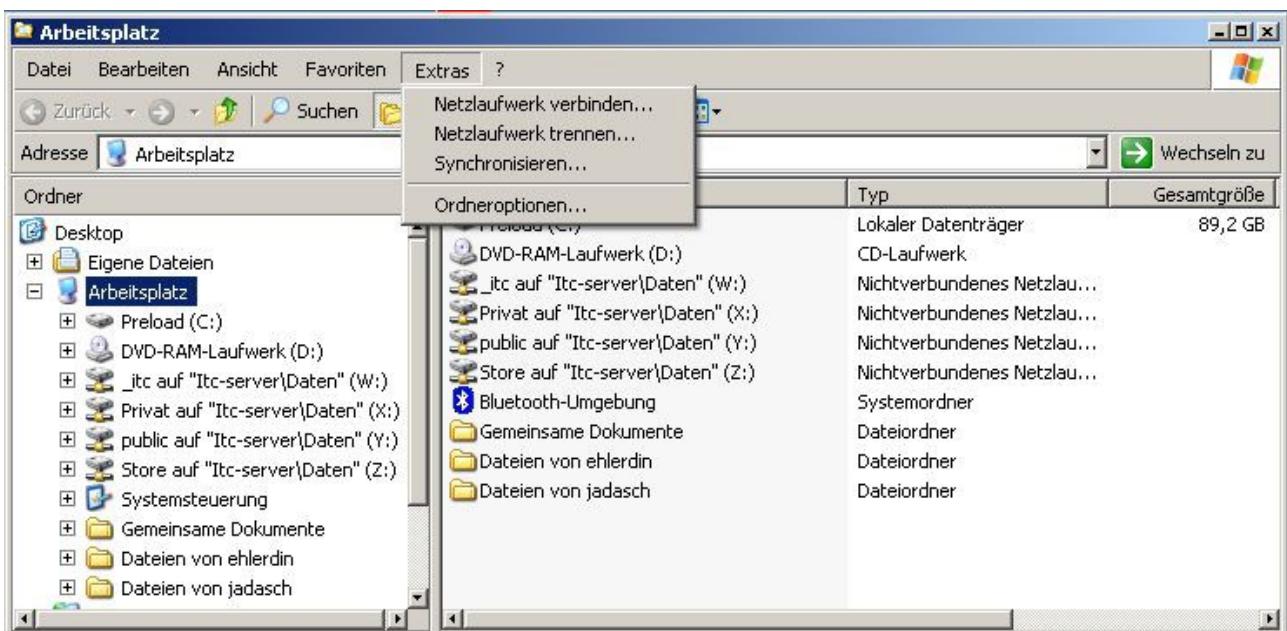 Arbeitsplatz
Datei Bearbeiten Ansicht Favoriten Extras ?
Zurück Suchen
Netzlaufwerk verbinden...
Netzlaufwerk trennen...
Synchronisieren...
Ordneroptionen...
Adresse Arbeitsplatz Wechseln zu
Ordner
Desktop
Eigene Dateien
Arbeitsplatz
Preload (C:)
DVD-RAM-Laufwerk (D:)
_itc auf "Itc-server\Daten" (W:)
Privat auf "Itc-server\Daten" (X:)
public auf "Itc-server\Daten" (Y:)
Store auf "Itc-server\Daten" (Z:)
Systemsteuerung
Gemeinsame Dokumente
Dateien von ehlerdin
Dateien von jadasch
Typ Gesamtgröße
Preload (C:) Lokaler Datenträger 89,2 GB
DVD-RAM-Laufwerk (D:) CD-Laufwerk
_itc auf "Itc-server\Daten" (W:) Nichtverbundenes Netzlau...
Privat auf "Itc-server\Daten" (X:) Nichtverbundenes Netzlau...
public auf "Itc-server\Daten" (Y:) Nichtverbundenes Netzlau...
Store auf "Itc-server\Daten" (Z:) Nichtverbundenes Netzlau...
Bluetooth-Umgebung Systemordner
Gemeinsame Dokumente Dateiordner
Dateien von ehlerdin Dateiordner
Dateien von jadasch Dateiordner